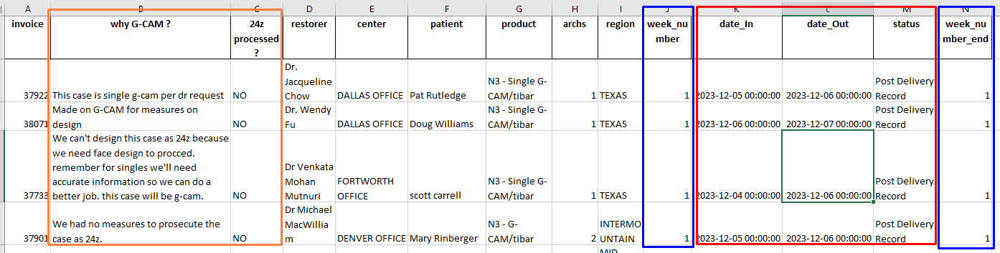 A B C D E F G H I J K L M N
invoice why G-CAM ? 24z processed ? restorer center patient product archs region week_nu mber date_In date_Out status week_nu mber_end
37922 This case is single g-cam per dr request NO Dr. Jacqueline Chow DALLAS OFFICE Pat Rutledge N3 - Single G-CAM/tibar 1 TEXAS 1 2023-12-05 00:00:00 2023-12-06 00:00:00 Post Delivery Record 1
38071 Made on G-CAM for measures on design NO Dr. Wendy Fu DALLAS OFFICE Doug Williams N3 - Single G-CAM/tibar 1 TEXAS 1 2023-12-06 00:00:00 2023-12-07 00:00:00 Post Delivery Record 1
37733 We can't design this case as 24z because we need face design to procced. remember for singles we'll need accurate information so we can do a better job. this case will be g-cam. NO Dr Venkata Mohan Mutnuri FORTWORTH OFFICE scott carrell N3 - Single G-CAM/tibar 1 TEXAS 1 2023-12-04 00:00:00 2023-12-06 00:00:00 Post Delivery Record 1
37901 We had no measures to prosecute the case as 24z. NO Dr Michael MacWillia m DENVER OFFICE Mary Rinberger N3 - G-CAM/tibar 2 INTERMO UNTAIN 1 2023-12-05 00:00:00 2023-12-06 00:00:00 Post Delivery Record 1